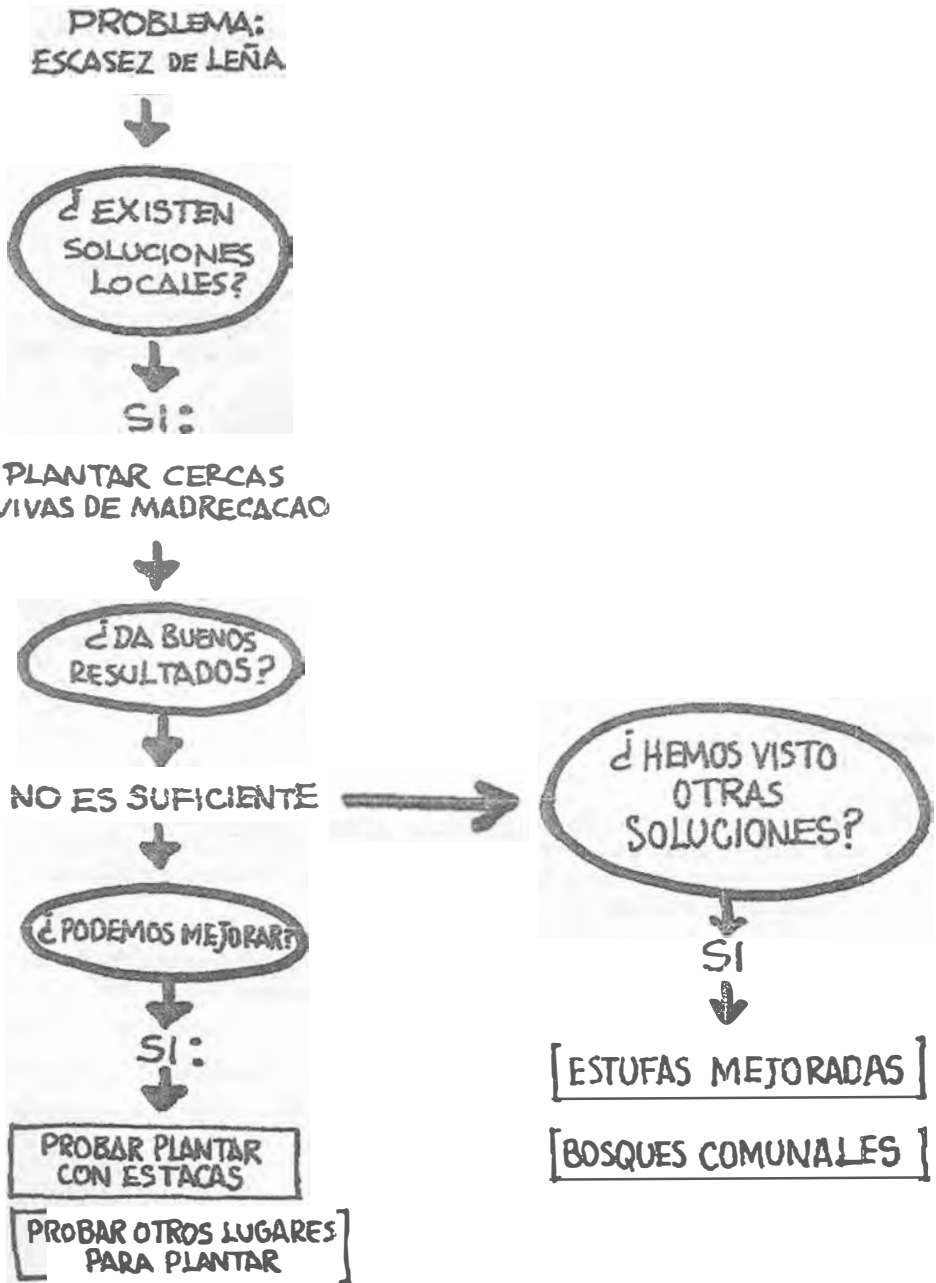 PROBLEMA:
ESCASEZ DE LEÑA
¿EXISTEN
SOLUCIONES
LOCALES?
SI:
PLANTAR CERCAS
VIVAS DE MADRECACAO
¿DA BUENOS
RESULTADOS?
NO ES SUFICIENTE
¿PODEMOS MEJORAR?
SI:
PROBAR PLANTAR
CON ESTACAS
PROBAR OTROS LUGARES
PARA PLANTAR
¿HEMOS VISTO
OTRAS
SOLUCIONES?
SI
ESTUFAS MEJORADAS
BOSQUES COMUNALES